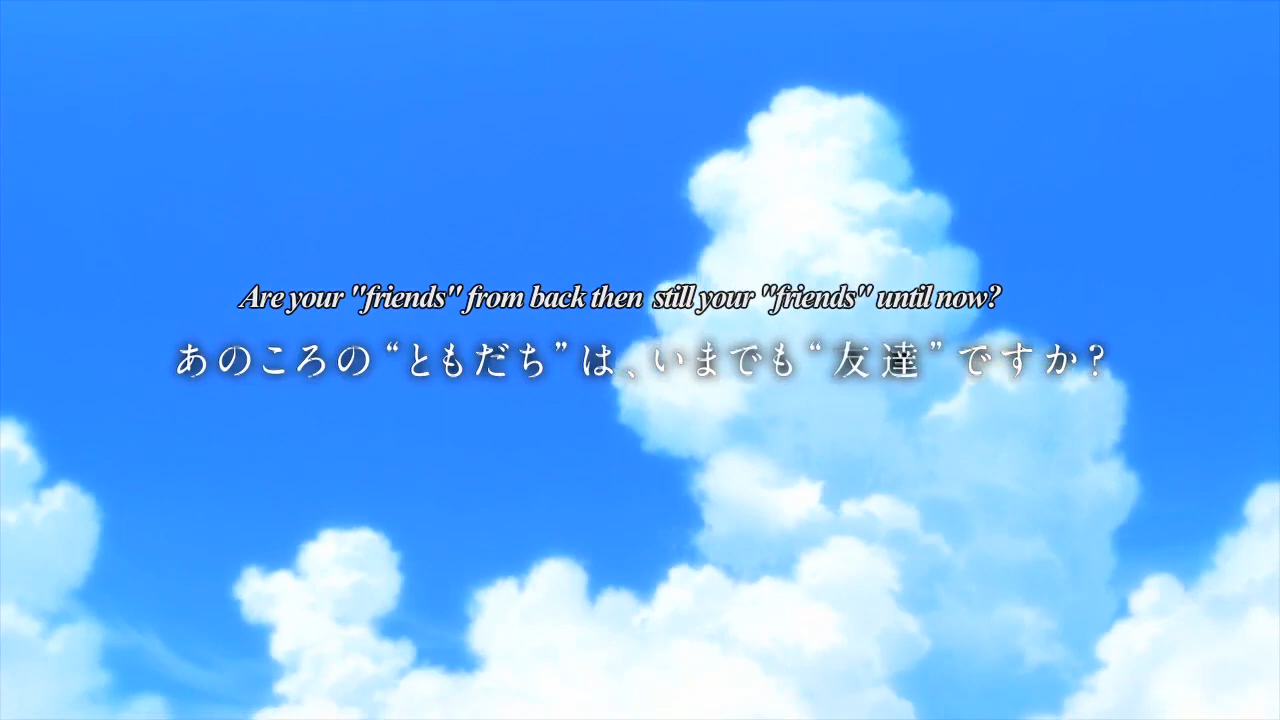 Are your "friends" from back then still your "friends" until now?
あのころの“ともだち”は、いまでも“友達”ですか？